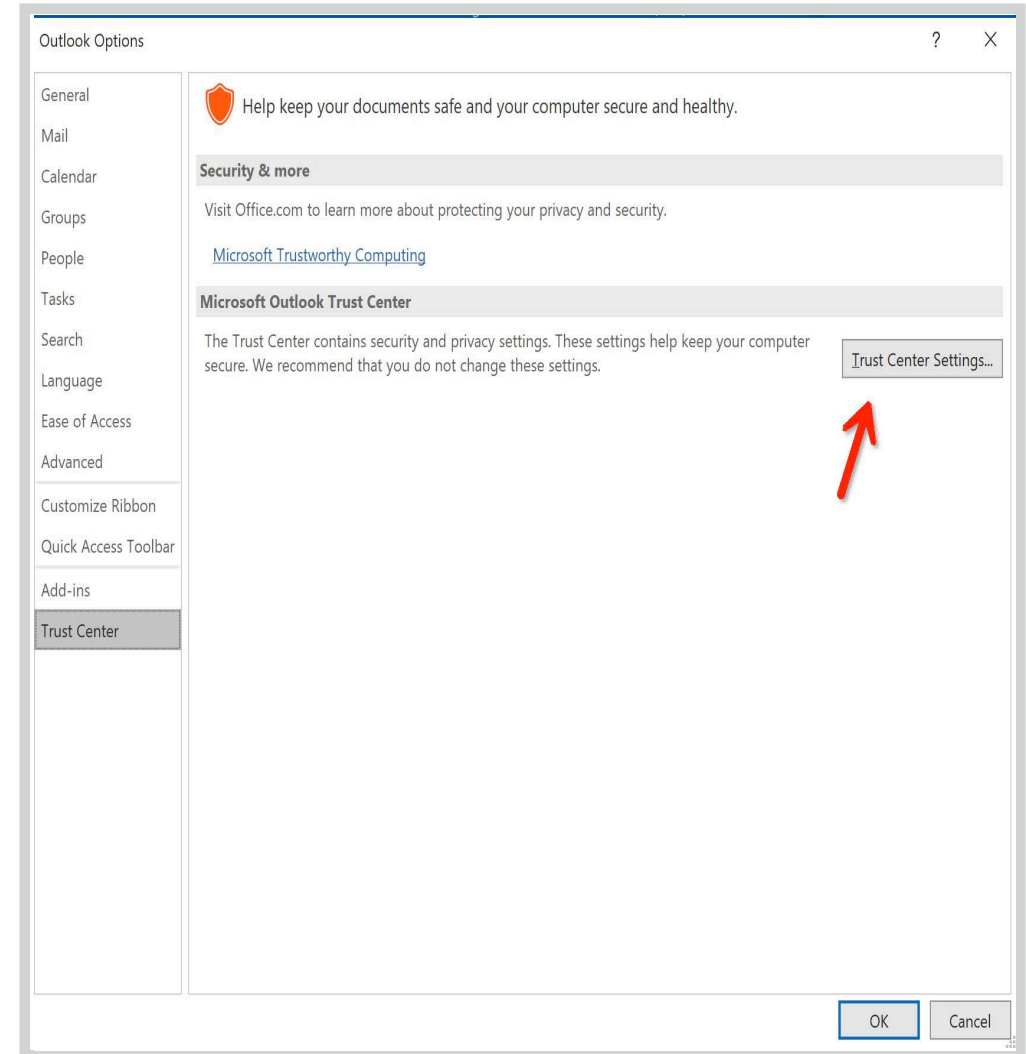 Outlook Options
?
X
General
Mail
Calendar
Groups
People
Tasks
Search
Language
Ease of Access
Advanced
Customize Ribbon
Quick Access Toolbar
Add-ins
Trust Center
Help keep your documents safe and your computer secure and healthy.
Security & more
Visit Office.com to learn more about protecting your privacy and security.
Microsoft Trustworthy Computing
Microsoft Outlook Trust Center
The Trust Center contains security and privacy settings. These settings help keep your computer
secure. We recommend that you do not change these settings.
Trust Center Settings...
OK
Cancel